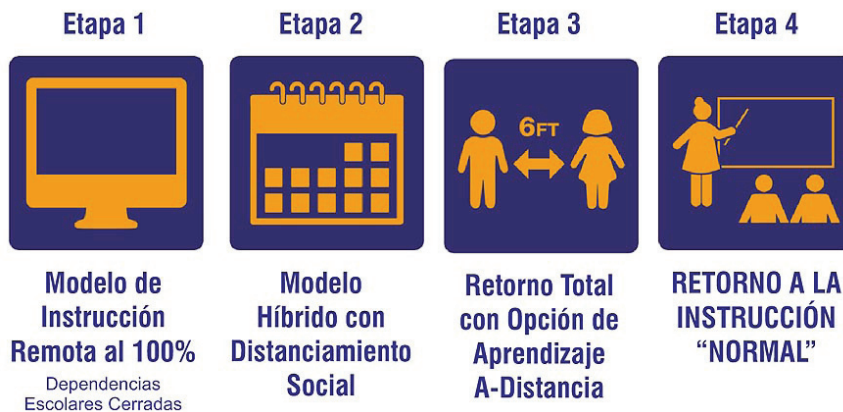 Etapa 1
Modelo de
Instrucción
Remota al 100%
Dependencias
Escolares Cerradas
Etapa 2
Modelo
Híbrido con
Distanciamiento
Social
Etapa 3
6FT
Retorno Total
con Opción de
Aprendizaje
A-Distancia
Etapa 4
RETORNO A LA
INSTRUCCIÓN
“NORMAL”